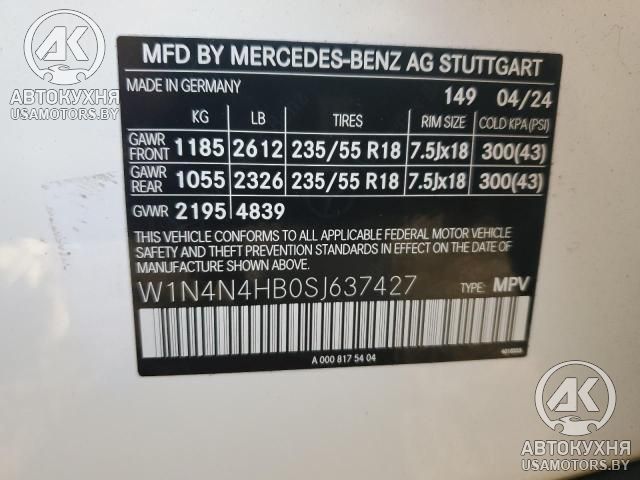 MFD BY MERCEDES-BENZ AG STUTTGART
MADE IN GERMANY 149 04/24
KG LB TIRES RIM SIZE COLD KPA(PSI)
GAWR FRONT 1185 2612 235/55 R18 7.5Jx18 300(43)
GAWR REAR 1055 2326 235/55 R18 7.5Jx18 300(43)
GVWR 2195 4839
THIS VEHICLE CONFORMS TO ALL APPLICABLE FEDERAL MOTOR VEHICLE
SAFETY AND THEFT PREVENTION STANDARDS IN EFFECT ON THE DATE OF
MANUFACTURE SHOWN ABOVE.
W1N4N4HB0SJ637427 TYPE: MPV
A 000 817 54 04
AK
АВТОКУХНЯ
USAMOTORS.BY
AK
АВТОКУХНЯ
USAMOTORS.BY